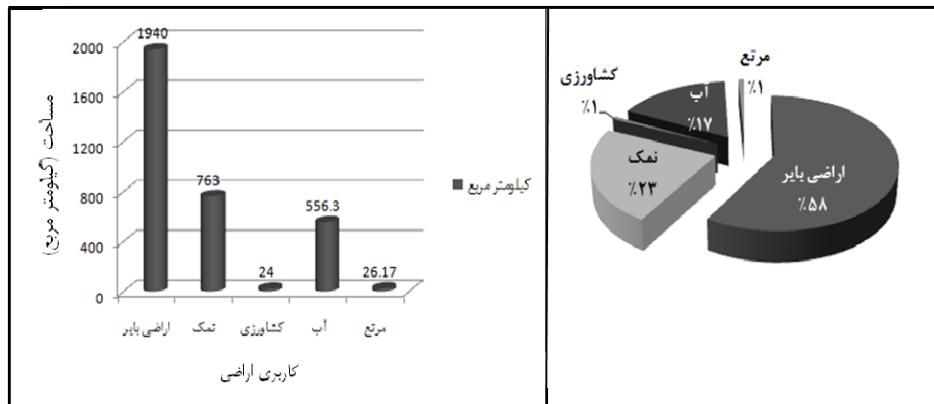 مساحت (کیلومتر مربع)
2000
1600
1200
800
400
0
1940
763
24
556.3
26.17
اراضی بایر
نمک
کشاورزی
آب
مرتع
کاربری اراضی
کیلومتر مربع
مرتع
٪۱
کشاورزی
٪۱
آب
٪۱۷
نمک
٪۲۳
اراضی بایر
٪۵۸